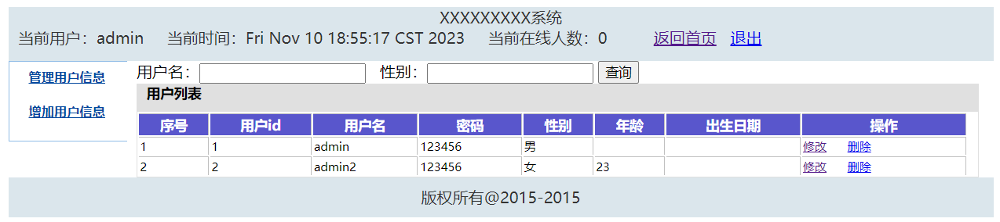 XXXXXXXXX系统
当前用户：admin 当前时间：Fri Nov 10 18:55:17 CST 2023 当前在线人数：0 返回首页 退出
管理用户信息
增加用户信息
用户名： 性别： 查询
用户列表
序号 用户id 用户名 密码 性别 年龄 出生日期 操作
1 1 admin 123456 男 修改 删除
2 2 admin2 123456 女 23 修改 删除
版权所有@2015-2015